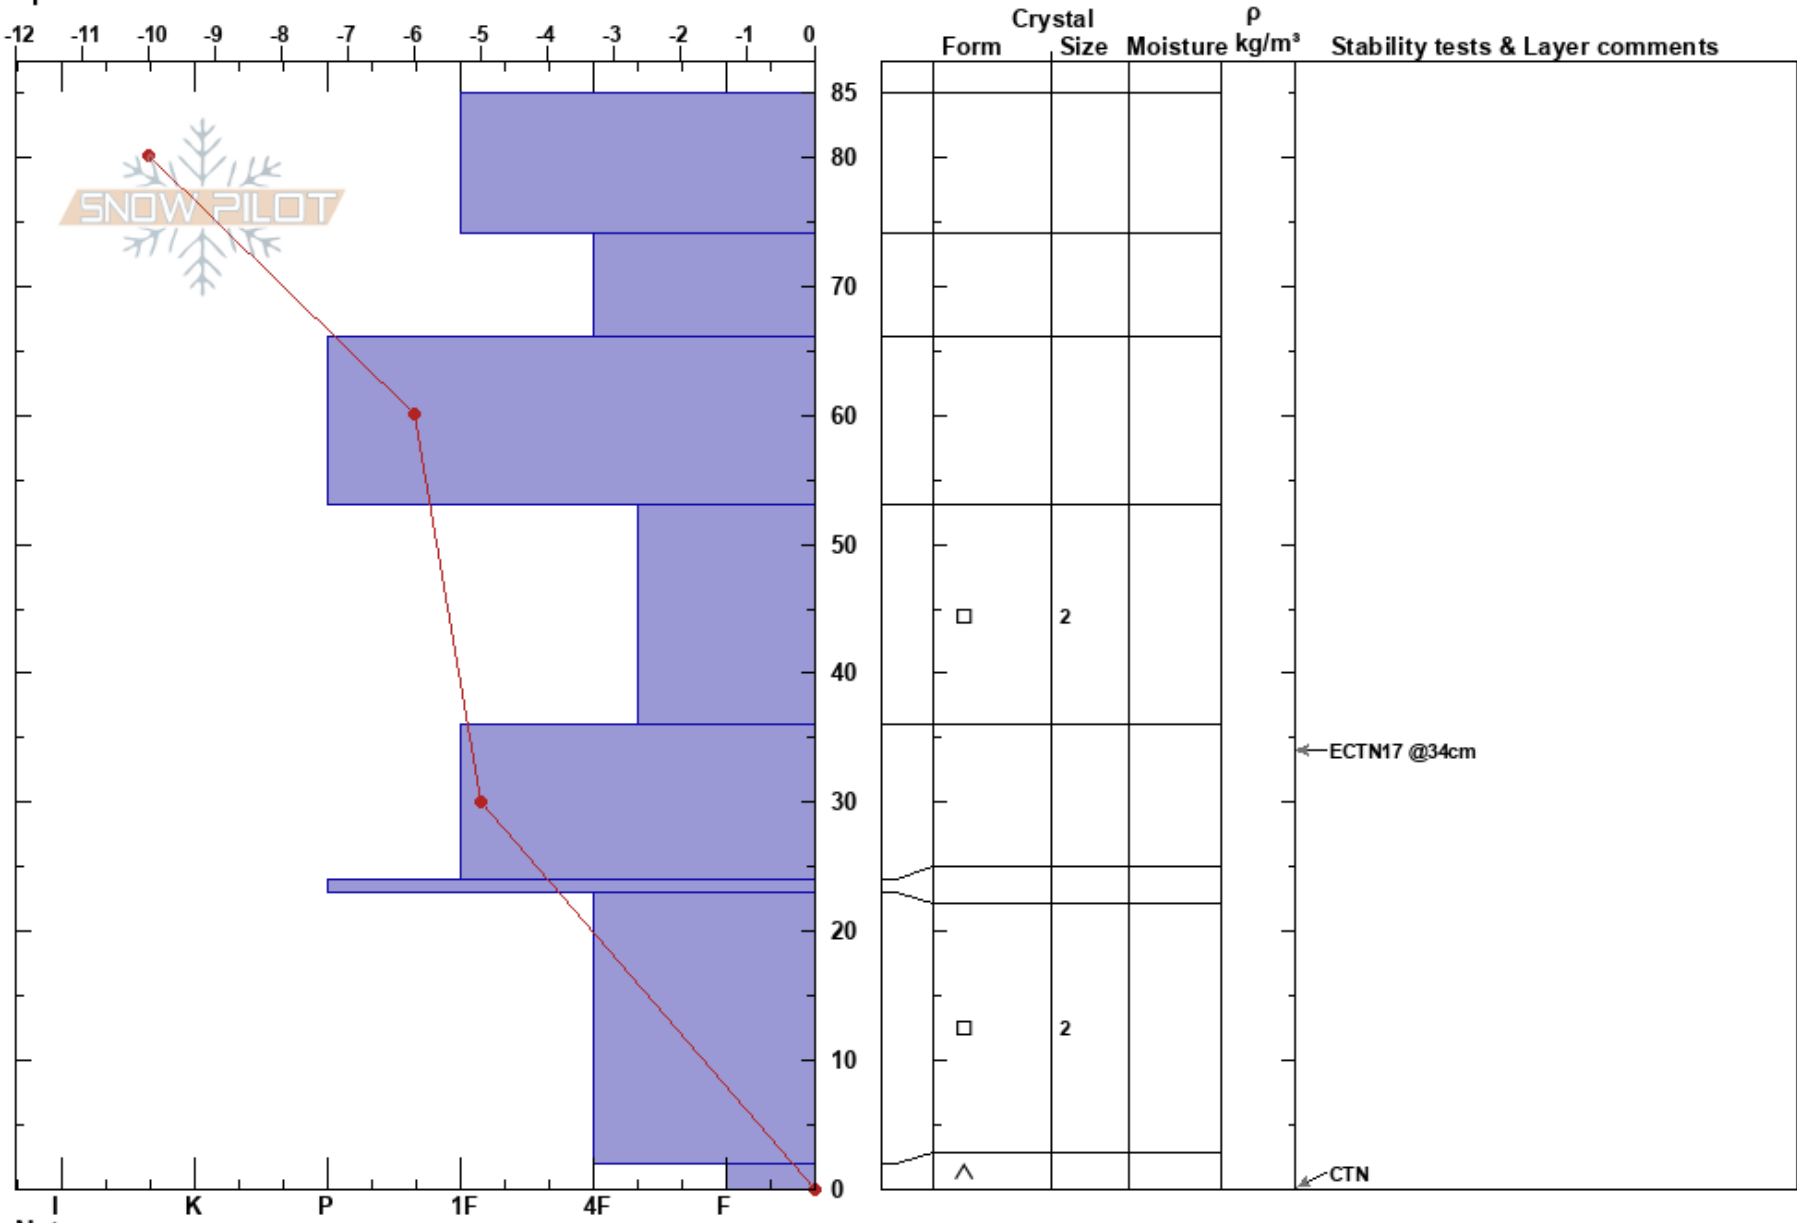 Crystal ρ
-12 -11 -10 -9 -8 -7 -6 -5 -4 -3 -2 -1 0 Form Size Moisture kg/m³ Stability tests & Layer comments
85
80
SNOW PILOT
70
60
50
2
40
ECTN17 @34cm
30
20
2
10
CTN
0
I K P 1F 4F F